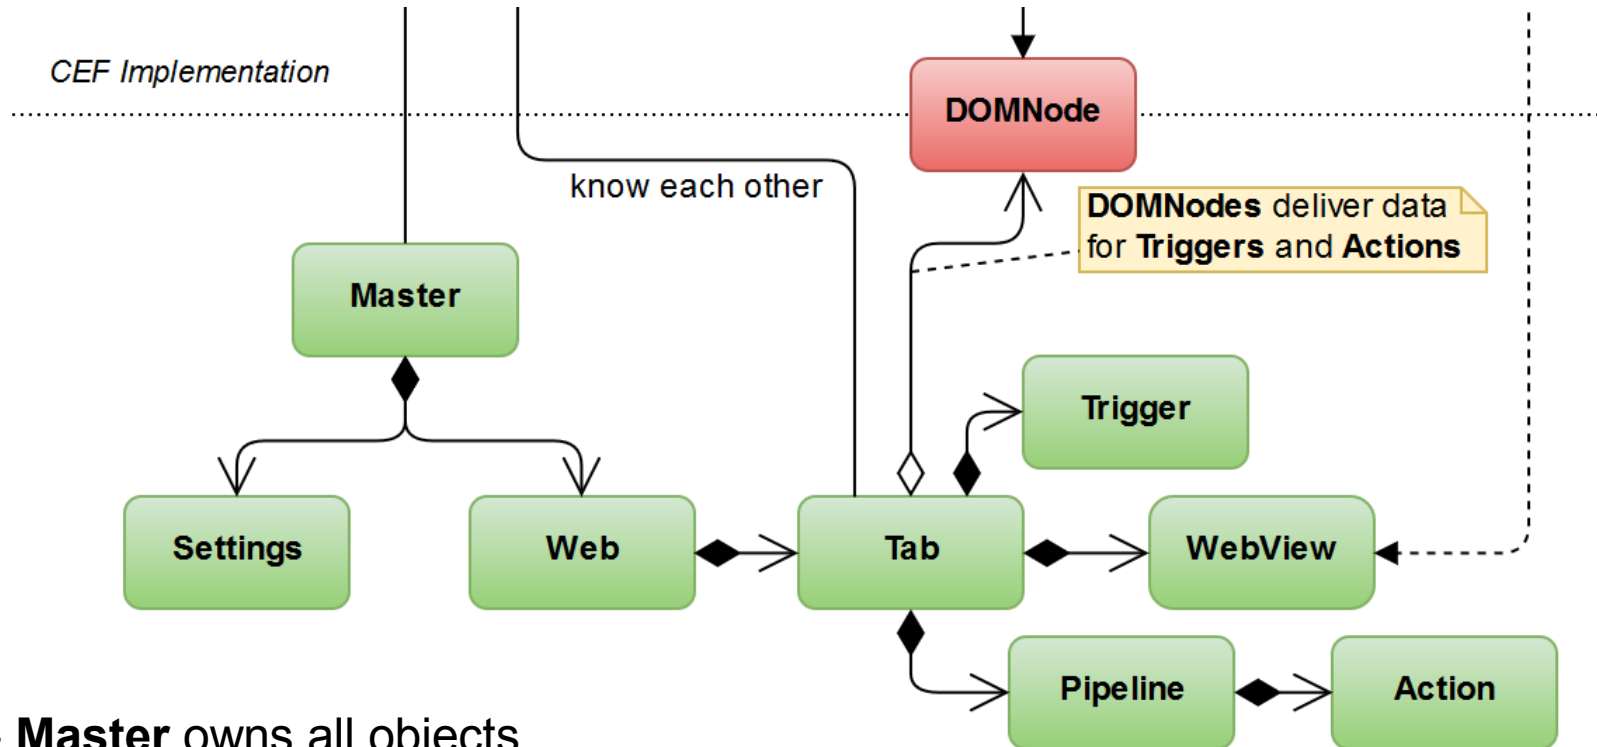 CEF Implementation
DOMNode
know each other
DOMNodes deliver data
for Triggers and Actions
Master
Trigger
Settings
Web
Tab
WebView
Pipeline
Action
Master owns all objects